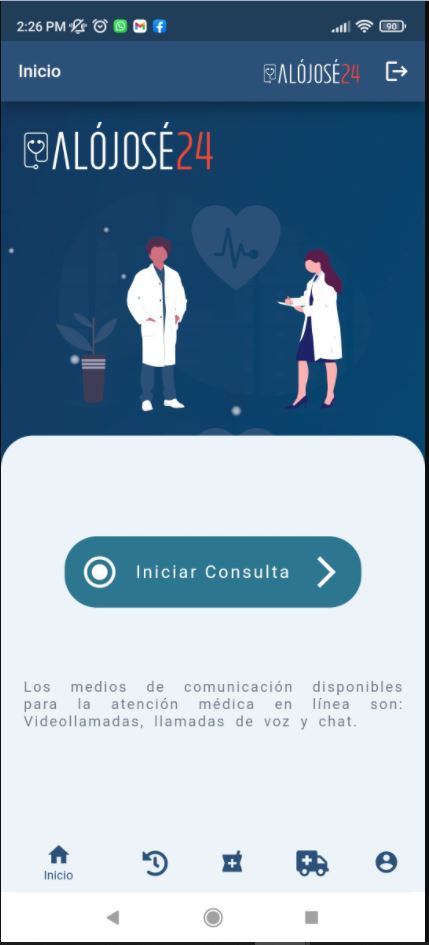 2:26 PM
90
Inicio
ALÓJOSÉ24
ALÓJOSÉ24
Iniciar Consulta
Los medios de comunicación disponibles
para la atención médica en línea son:
Videollamadas, llamadas de voz y chat.
Inicio